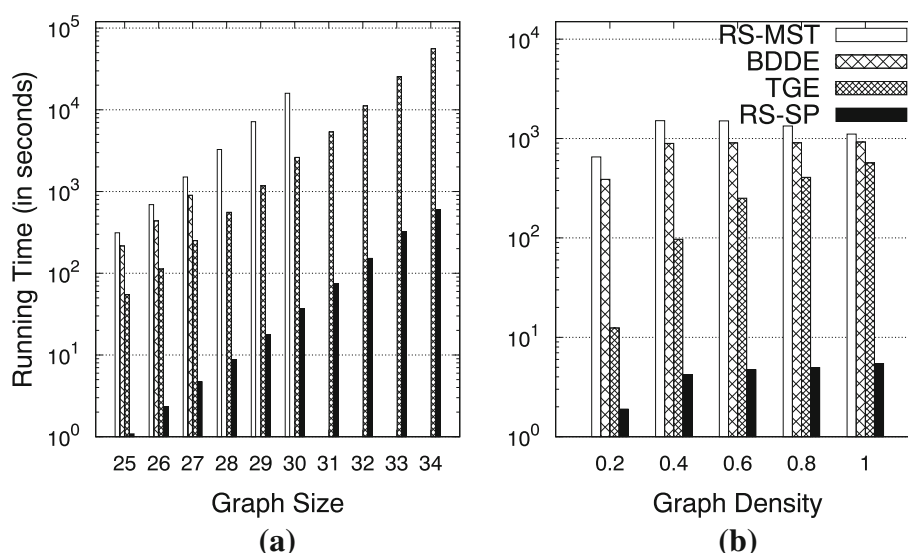 Running Time (in seconds)
10^5
10^4
10^3
10^2
10^1
10^0
25 26 27 28 29 30 31 32 33 34
Graph Size
(a)
RS-MST
BDDE
TGE
RS-SP
10^4
10^3
10^2
10^1
10^0
0.2 0.4 0.6 0.8 1
Graph Density
(b)